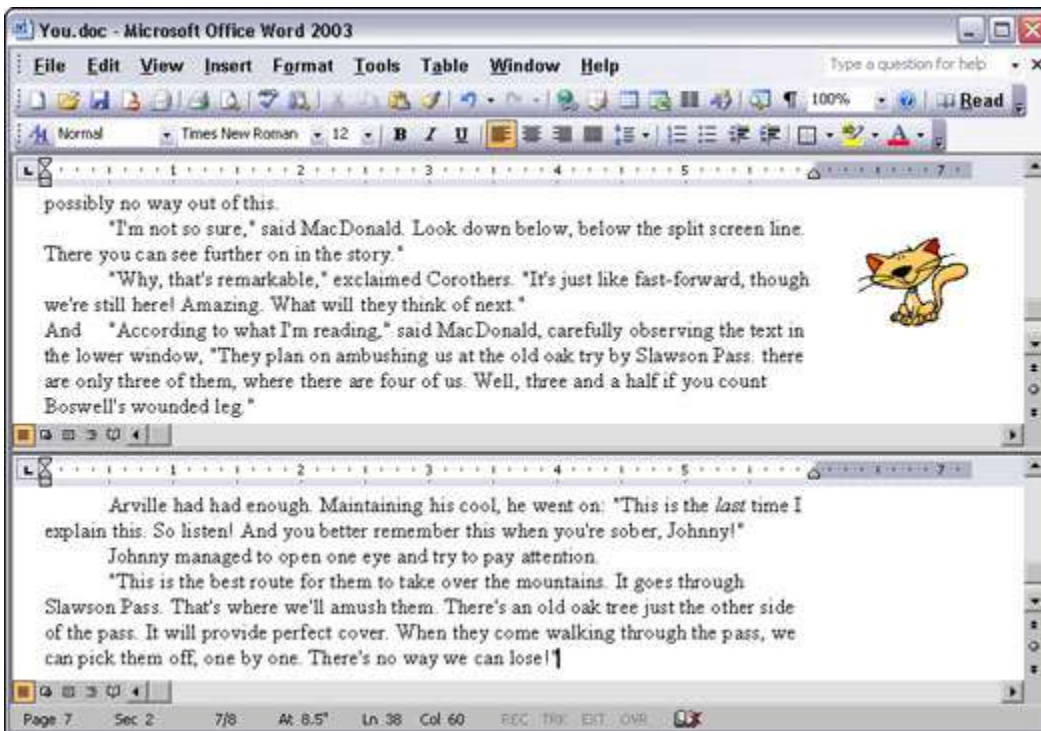 You.doc - Microsoft Office Word 2003
File Edit View Insert Format Tools Table Window Help Type a question for help
100% Read
Normal Times New Roman 12 B I U A
1 2 3 4 5 7
possibly no way out of this.
"I'm not so sure," said MacDonald. Look down below, below the split screen line.
There you can see further on in the story."
"Why, that's remarkable," exclaimed Corothers. "It's just like fast-forward, though
we're still here! Amazing. What will they think of next."
And "According to what I'm reading," said MacDonald, carefully observing the text in
the lower window, "They plan on ambushing us at the old oak try by Slawson Pass. there
are only three of them, where there are four of us. Well, three and a half if you count
Boswell's wounded leg."
1 2 3 4 5 7
Arville had had enough. Maintaining his cool, he went on: "This is the last time I
explain this. So listen! And you better remember this when you're sober, Johnny!"
Johnny managed to open one eye and try to pay attention.
"This is the best route for them to take over the mountains. It goes through
Slawson Pass. That's where we'll amush them. There's an old oak tree just the other side
of the pass. It will provide perfect cover. When they come walking through the pass, we
can pick them off, one by one. There's no way we can lose!"¶
Page 7 Sec 2 7/8 At 8.5" Ln 38 Col 60 REC TRK EXT OVR